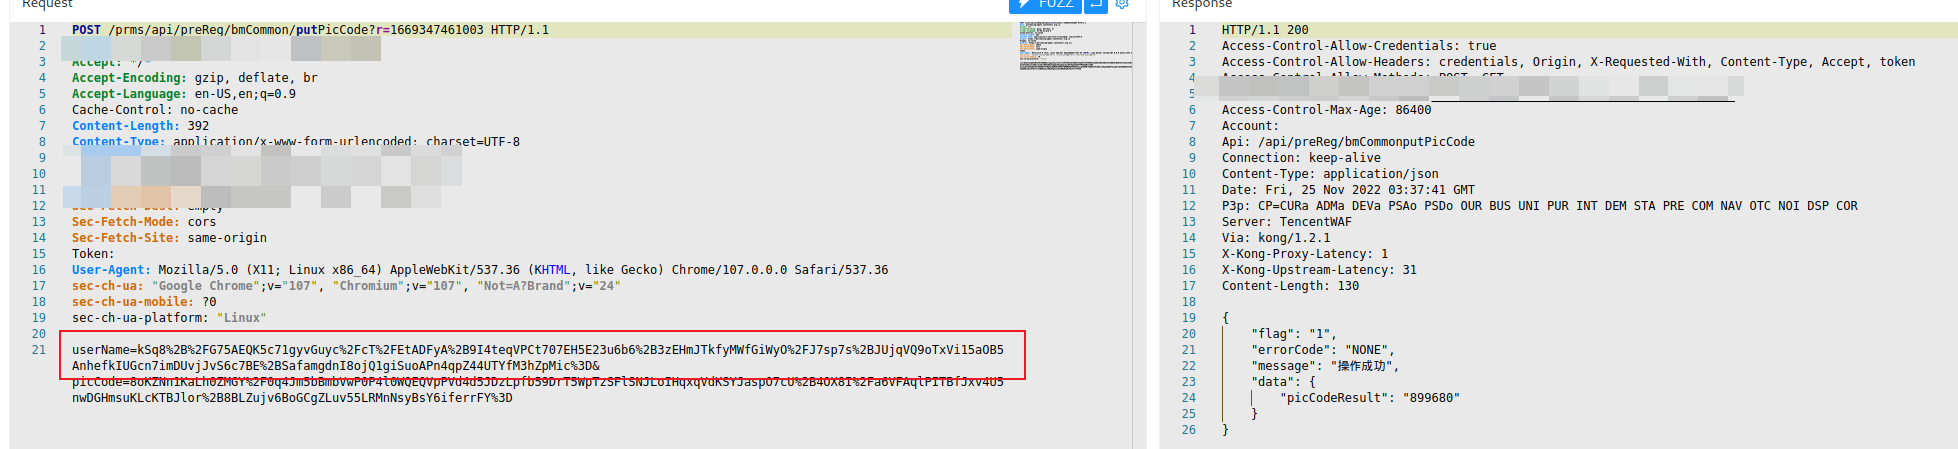 Request
FUZZ
1 POST /prms/api/preReg/bmCommon/putPicCode?r=1669347461003 HTTP/1.1
2
3 Accept: */*
4 Accept-Encoding: gzip, deflate, br
5 Accept-Language: en-US,en;q=0.9
6 Cache-Control: no-cache
7 Content-Length: 392
8 Content-Type: application/x-www-form-urlencoded; charset=UTF-8
9
10
11
12 Sec-Fetch-Dest: empty
13 Sec-Fetch-Mode: cors
14 Sec-Fetch-Site: same-origin
15 Token:
16 User-Agent: Mozilla/5.0 (X11; Linux x86_64) AppleWebKit/537.36 (KHTML, like Gecko) Chrome/107.0.0.0 Safari/537.36
17 sec-ch-ua: "Google Chrome";v="107", "Chromium";v="107", "Not=A?Brand";v="24"
18 sec-ch-ua-mobile: ?0
19 sec-ch-ua-platform: "Linux"
20
21 userName=kSq8%2B%2FG75AEQK5c71gyvGuyc%2FcT%2FEtADFyA%2B9I4teqVPCt707EH5E23u6b6%2B3zEHmJTkfyMWfGiWyO%2FJ7sp7s%2BJUjqVQ9oTxVi15aOB5
AnhefkIUGcn7imDUvjJvS6c7BE%2BSafamgdnI8ojQ1giSuoAPn4qpZ44UTYfM3hZpMic%3D&
picCode=8oKZNn1KaLh0ZMGY%2F0q4Jm5bBmbVwP0P4l0WQEQVpPVd4d5JDzLpfb59DrT5WpTzSFlSNJLoIHqxqVdKSYJaspO7cU%2B4OX8I%2Fa6VFAqlPITBfJxV4U5
nwDGHmsuKLcKTBJlor%2B8BLZujv6BoGCgZLuv55LRMnNsyBsY6iferrFY%3D
Response
1 HTTP/1.1 200
2 Access-Control-Allow-Credentials: true
3 Access-Control-Allow-Headers: credentials, Origin, X-Requested-With, Content-Type, Accept, token
4 Access-Control-Allow-Methods: POST, GET
5
6 Access-Control-Max-Age: 86400
7 Account:
8 Api: /api/preReg/bmCommonputPicCode
9 Connection: keep-alive
10 Content-Type: application/json
11 Date: Fri, 25 Nov 2022 03:37:41 GMT
12 P3p: CP=CURa ADMa DEVa PSAo PSDo OUR BUS UNI PUR INT DEM STA PRE COM NAV OTC NOI DSP COR
13 Server: TencentWAF
14 Via: kong/1.2.1
15 X-Kong-Proxy-Latency: 1
16 X-Kong-Upstream-Latency: 31
17 Content-Length: 130
18
19 {
20 "flag": "1",
21 "errorCode": "NONE",
22 "message": "操作成功",
23 "data": {
24 "picCodeResult": "899680"
25 }
26 }